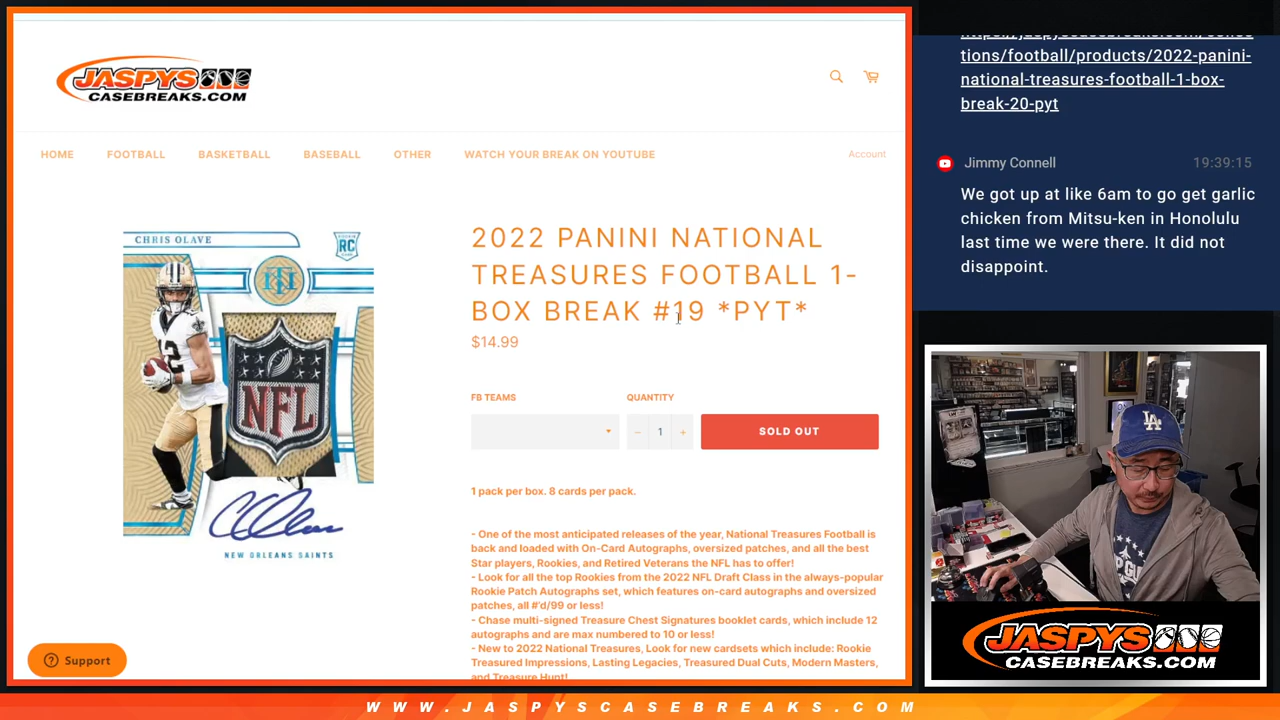 JASPYS
CASEBREAKS.COM
HOME FOOTBALL BASKETBALL BASEBALL OTHER WATCH YOUR BREAK ON YOUTUBE Account
CHRIS OLAVE
RC
NFL
NEW ORLEANS SAINTS
2022 PANINI NATIONAL
TREASURES FOOTBALL 1-
BOX BREAK #19 *PYT*
$14.99
FB TEAMS QUANTITY
− 1 + SOLD OUT
1 pack per box. 8 cards per pack.
- One of the most anticipated releases of the year, National Treasures Football is
back and loaded with On-Card Autographs, oversized patches, and all the best
Star players, Rookies, and Retired Veterans the NFL has to offer!
- Look for all the top Rookies from the 2022 NFL Draft Class in the always-popular
Rookie Patch Autographs set, which features on-card autographs and oversized
patches, all #'d/99 or less!
- Chase multi-signed Treasure Chest Signatures booklet cards, which include 12
autographs and are max numbered to 10 or less!
- New to 2022 National Treasures, Look for new cardsets which include: Rookie
Treasured Impressions, Lasting Legacies, Treasured Dual Cuts, Modern Masters,
and Treasure Hunt!
Support
https://jaspyscasebreaks.com/collec
tions/football/products/2022-panini-
national-treasures-football-1-box-
break-20-pyt
Jimmy Connell 19:39:15
We got up at like 6am to go get garlic
chicken from Mitsu-ken in Honolulu
last time we were there. It did not
disappoint.
LA
JASPYS
CASEBREAKS.COM
WWW.JASPYSCASEBREAKS.COM